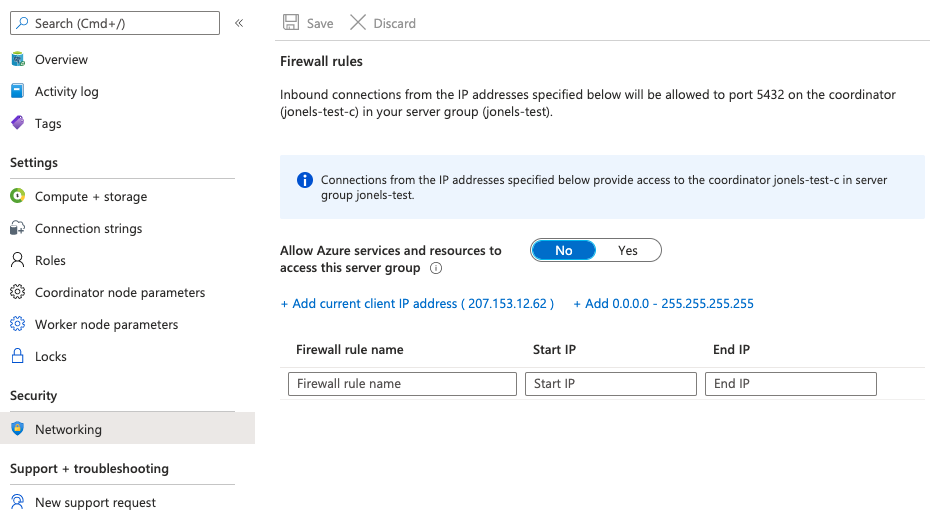 Search (Cmd+/)
«
Overview
Activity log
Tags
Settings
Compute + storage
Connection strings
Roles
Coordinator node parameters
Worker node parameters
Locks
Security
Networking
Support + troubleshooting
New support request
Save
Discard
Firewall rules
Inbound connections from the IP addresses specified below will be allowed to port 5432 on the coordinator
(jonels-test-c) in your server group (jonels-test).
Connections from the IP addresses specified below provide access to the coordinator jonels-test-c in server
group jonels-test.
Allow Azure services and resources to
access this server group
No
Yes
+ Add current client IP address ( 207.153.12.62 )
+ Add 0.0.0.0 - 255.255.255.255
Firewall rule name
Start IP
End IP
Firewall rule name
Start IP
End IP